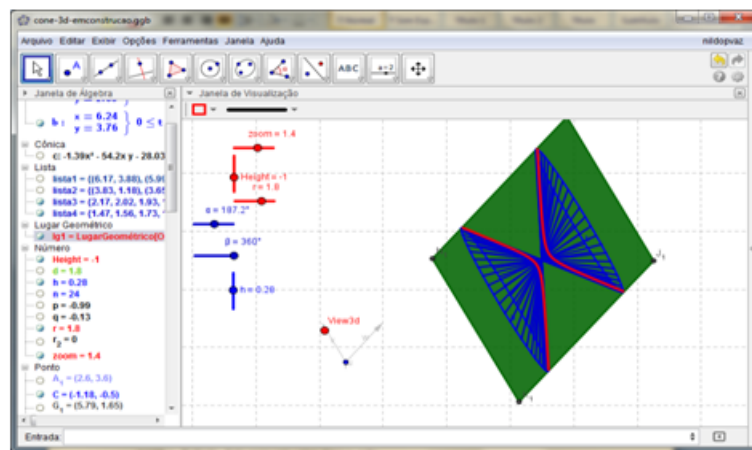 cone-3d-emconstrucao.ggb
Arquivo Editar Exibir Opções Ferramentas Janela Ajuda
nildopvaz
ABC
a=2
Janela de Álgebra
Janela de Visualização
b: x = 6.24
y = 3.76 } 0 ≤ t
Cônica
c: -1.39x² - 54.2x y - 28.03
Lista
lista1 = {(6.17, 3.88), (5.99
lista2 = {(3.83, 1.18), (3.65
lista3 = {(2.17, 2.02), (1.93,
lista4 = {(1.47, 1.56), (1.73,
Lugar Geométrico
lg1 = LugarGeométrico[O
Número
Height = -1
d = 1.8
h = 0.28
n = 24
p = -0.99
q = -0.13
r = 1.8
r₂ = 0
zoom = 1.4
Ponto
A₁ = (2.6, 3.6)
C = (-1.18, -0.5)
G₁ = (5.79, 1.65)
zoom = 1.4
Height = -1
r = 1.8
α = 187.2°
β = 360°
h = 0.28
View3d
J₁
Entrada: